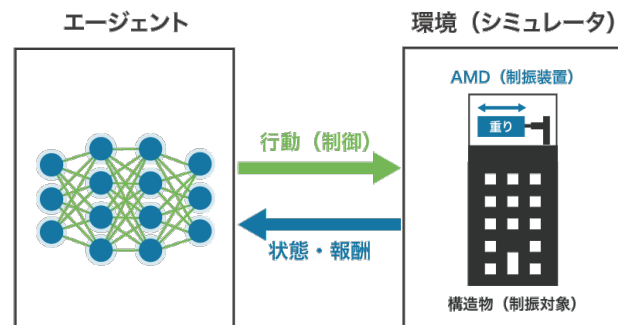 エージェント
環境（シミュレータ）
AMD（制振装置）
重り
行動（制御）
状態・報酬
構造物（制振対象）